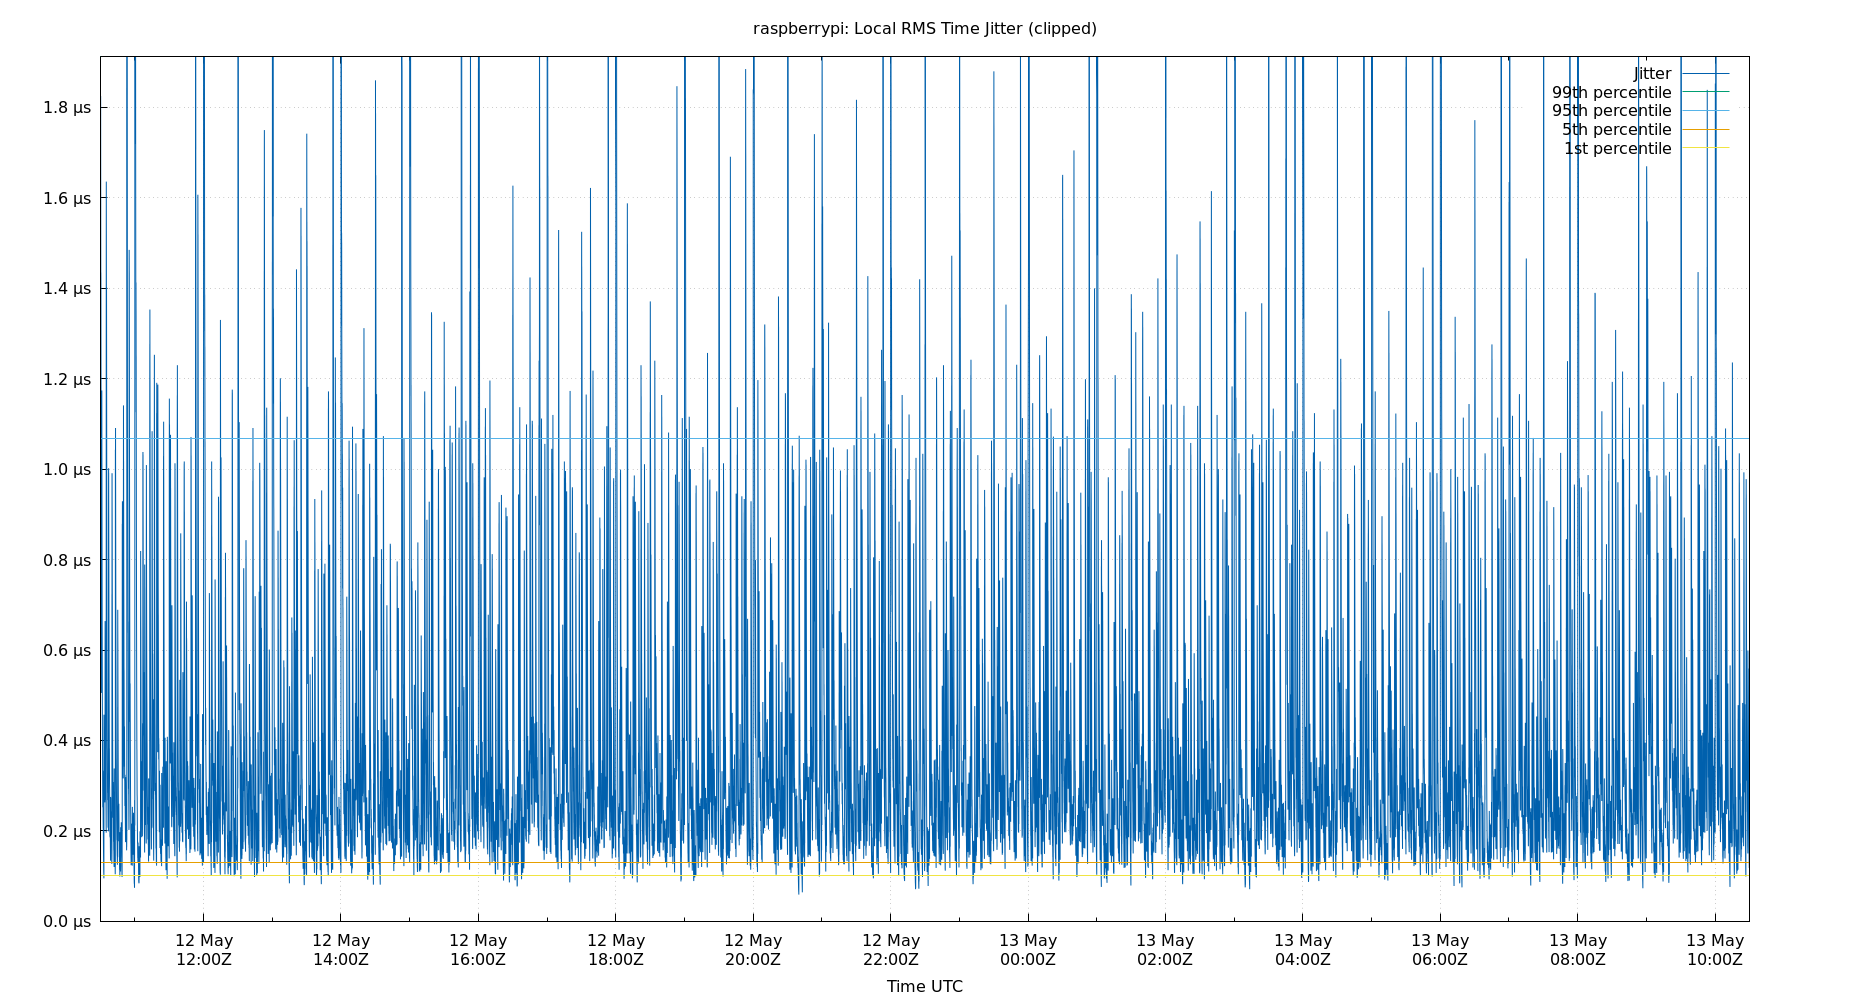 raspberrypi: Local RMS Time Jitter (clipped)
Jitter
99th percentile
95th percentile
5th percentile
1st percentile
1.8 µs
1.6 µs
1.4 µs
1.2 µs
1.0 µs
0.8 µs
0.6 µs
0.4 µs
0.2 µs
0.0 µs
12 May 12 May 12 May 12 May 12 May 12 May 13 May 13 May 13 May 13 May 13 May 13 May
12:00Z 14:00Z 16:00Z 18:00Z 20:00Z 22:00Z 00:00Z 02:00Z 04:00Z 06:00Z 08:00Z 10:00Z
Time UTC